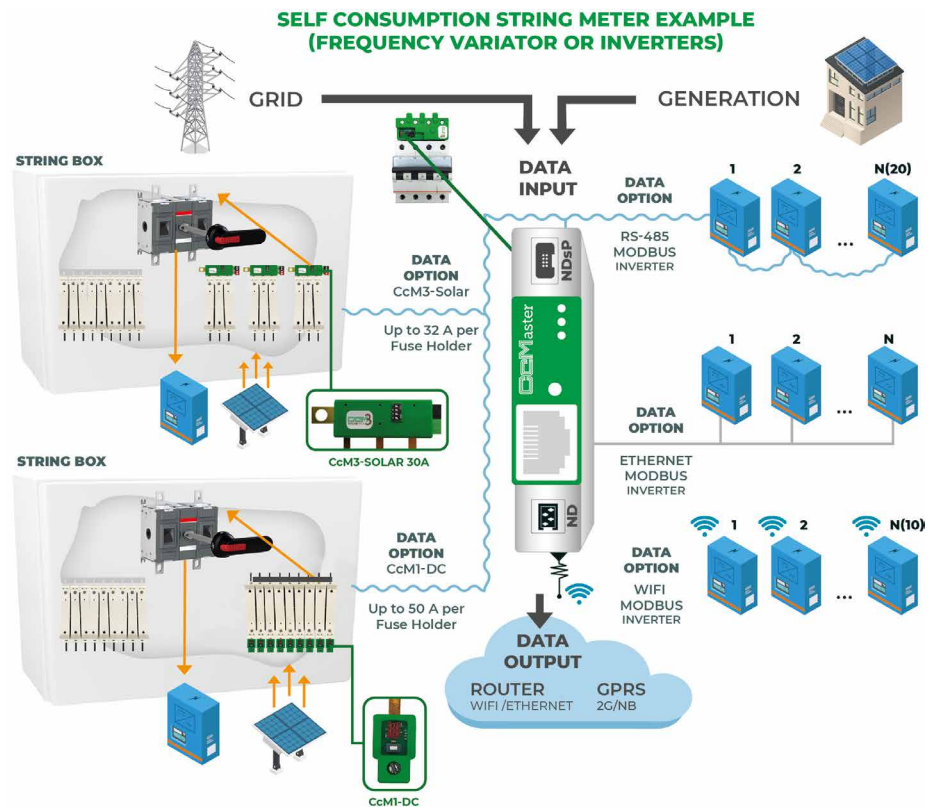 SELF CONSUMPTION STRING METER EXAMPLE
(FREQUENCY VARIATOR OR INVERTERS)
GRID
GENERATION
DATA
INPUT
STRING BOX
DATA
OPTION
CcM3-Solar
Up to 32 A per
Fuse Holder
CcM3-SOLAR 30A
DATA
OPTION
RS-485
MODBUS
INVERTER
1
2
N(20)
...
NDsP
CcMaster
ND
DATA
OPTION
ETHERNET
MODBUS
INVERTER
1
2
N
...
STRING BOX
DATA
OPTION
CcM1-DC
Up to 50 A per
Fuse Holder
CcM1-DC
DATA
OPTION
WIFI
MODBUS
INVERTER
1
2
N(10)
...
DATA
OUTPUT
ROUTER
WIFI /ETHERNET
GPRS
2G/NB